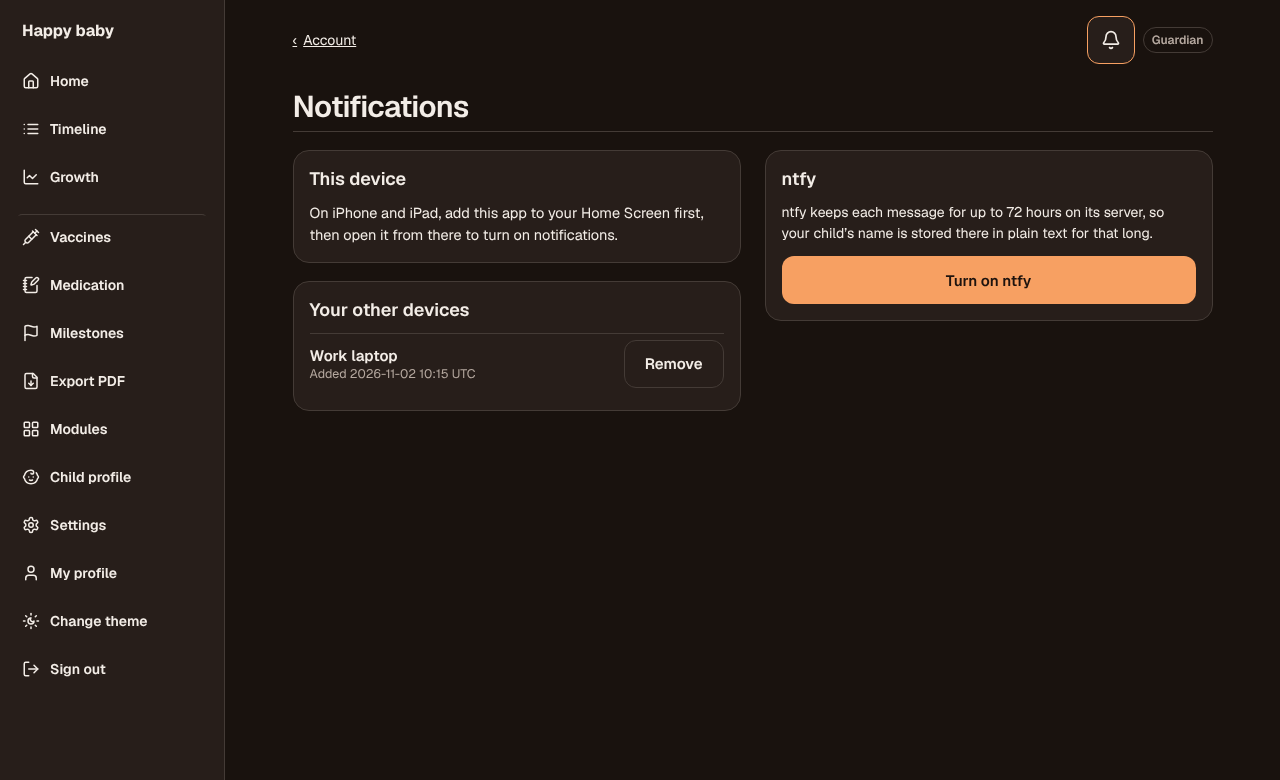 Happy baby
Home
Timeline
Growth
Vaccines
Medication
Milestones
Export PDF
Modules
Child profile
Settings
My profile
Change theme
Sign out
‹ Account
Guardian
Notifications
This device
On iPhone and iPad, add this app to your Home Screen first,
then open it from there to turn on notifications.
Your other devices
Work laptop
Added 2026-11-02 10:15 UTC
Remove
ntfy
ntfy keeps each message for up to 72 hours on its server, so
your child's name is stored there in plain text for that long.
Turn on ntfy